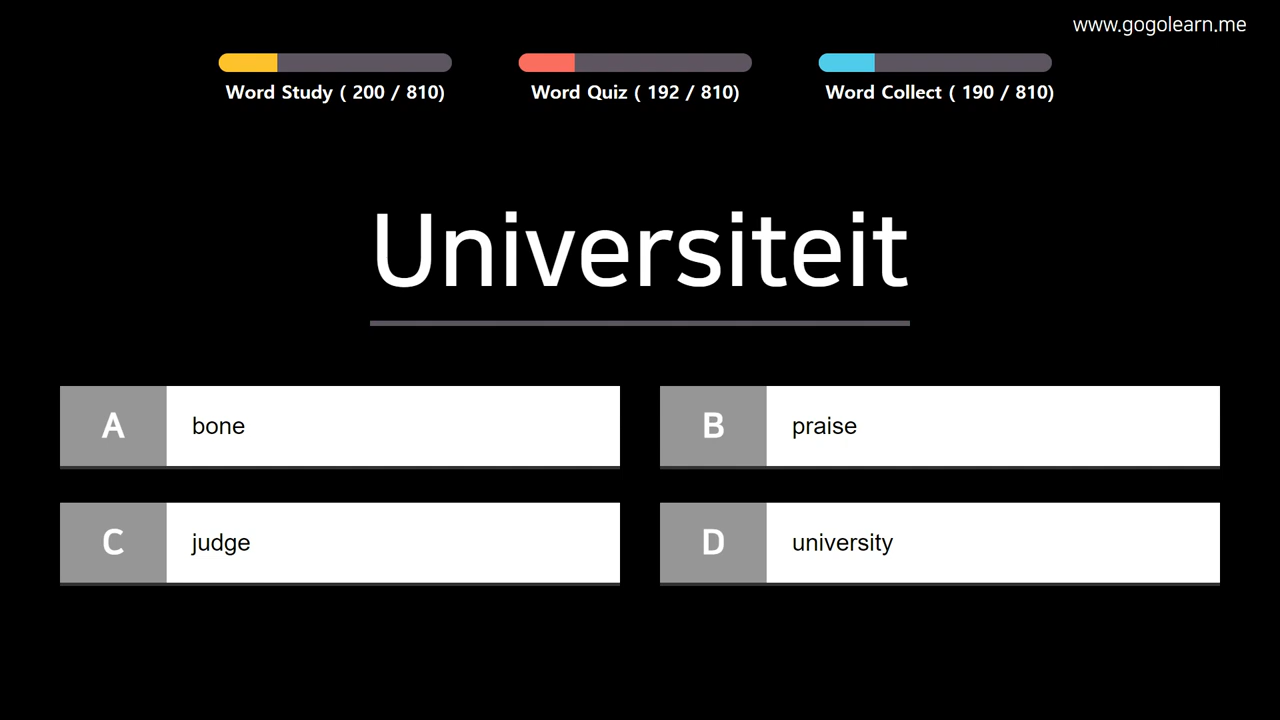 www.gogolearn.me
Word Study ( 200 / 810)
Word Quiz ( 192 / 810)
Word Collect ( 190 / 810)
Universiteit
A bone
B praise
C judge
D university